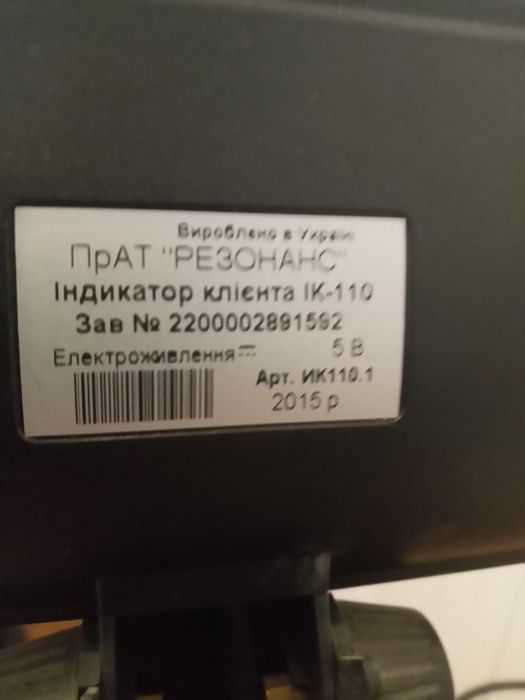 Вироблено в Україні
ПрАТ "РЕЗОНАНС"
Індикатор клієнта ІК-110
Зав № 2200002891592
Електроживлення ⎓ 5 В
Арт. ИК110.1
2015 р